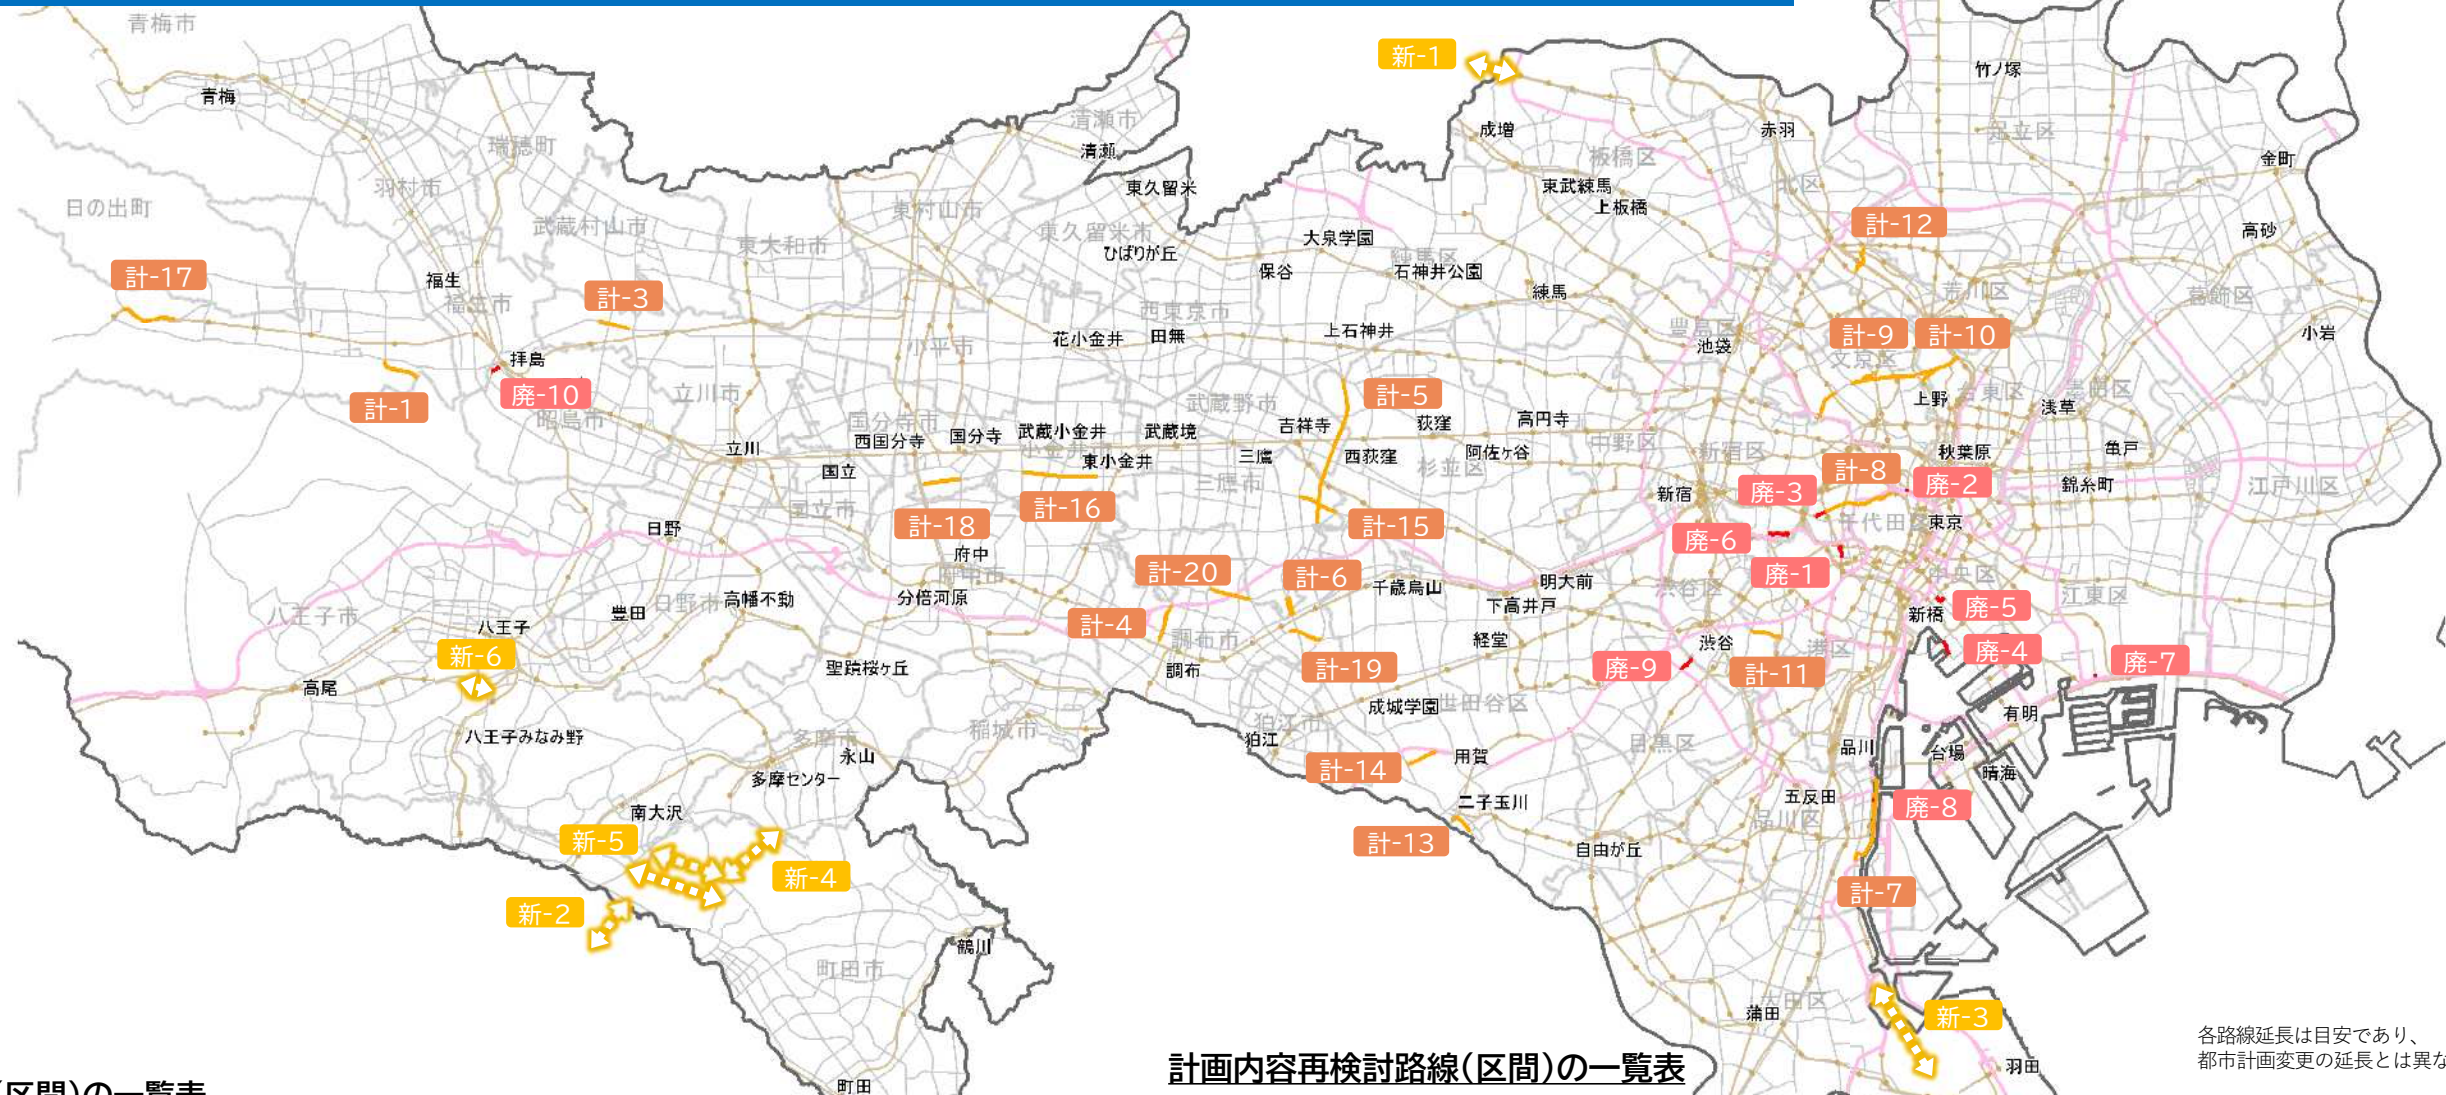 青梅市
新-1
竹ノ塚
青梅
清瀬市
成増
赤羽
足立区
瑞穂町
清瀬
板橋区
金町
羽村市
東久留米
東武練馬
北区
日の出町
上板橋
東村山市
武蔵村山市
東久留米市
大泉学園
計-12
高砂
東大和市
ひばりが丘
練馬区
計-17
福生
保谷
石神井公園
福生市
計-3
練馬
荒川区
葛飾区
西東京市
上石神井
豊島区
計-9
計-10
小岩
花小金井
田無
小平市
池袋
文京区
拝島
廃-10
立川市
計-5
上野
台東区
墨田区
計-1
昭島市
武蔵野市
浅草
国分寺市
吉祥寺
荻窪
高円寺
立川
西国分寺
国分寺
武蔵小金井
武蔵境
中野区
新宿区
秋葉原
亀戸
小金井市
東小金井
三鷹
西荻窪
杉並区
阿佐ヶ谷
国立
三鷹市
計-8
廃-3
廃-2
錦糸町
江戸川区
新宿
国立市
計-16
計-18
計-15
千代田区
東京
日野
廃-6
府中
府中市
計-20
計-6
千歳烏山
明大前
廃-1
中央区
渋谷区
江東区
八王子市
日野市
高幡不動
分倍河原
下高井戸
豊田
計-4
新橋
廃-5
八王子
調布市
経堂
渋谷
港区
新-6
聖蹟桜ヶ丘
調布
計-19
廃-9
計-11
廃-4
廃-7
高尾
成城学園
世田谷区
稲城市
狛江市
有明
八王子みなみ野
多摩市
永山
狛江
目黒区
品川
台場
多摩センター
計-14
用賀
晴海
南大沢
二子玉川
五反田
廃-8
新-5
計-13
品川区
自由が丘
新-4
計-7
新-2
鶴川
町田市
大田区
蒲田
新-3
各路線延長は目安であり、
都市計画変更の延長とは異な
羽田
計画内容再検討路線(区間)の一覧表
町田
(区間)の一覧表